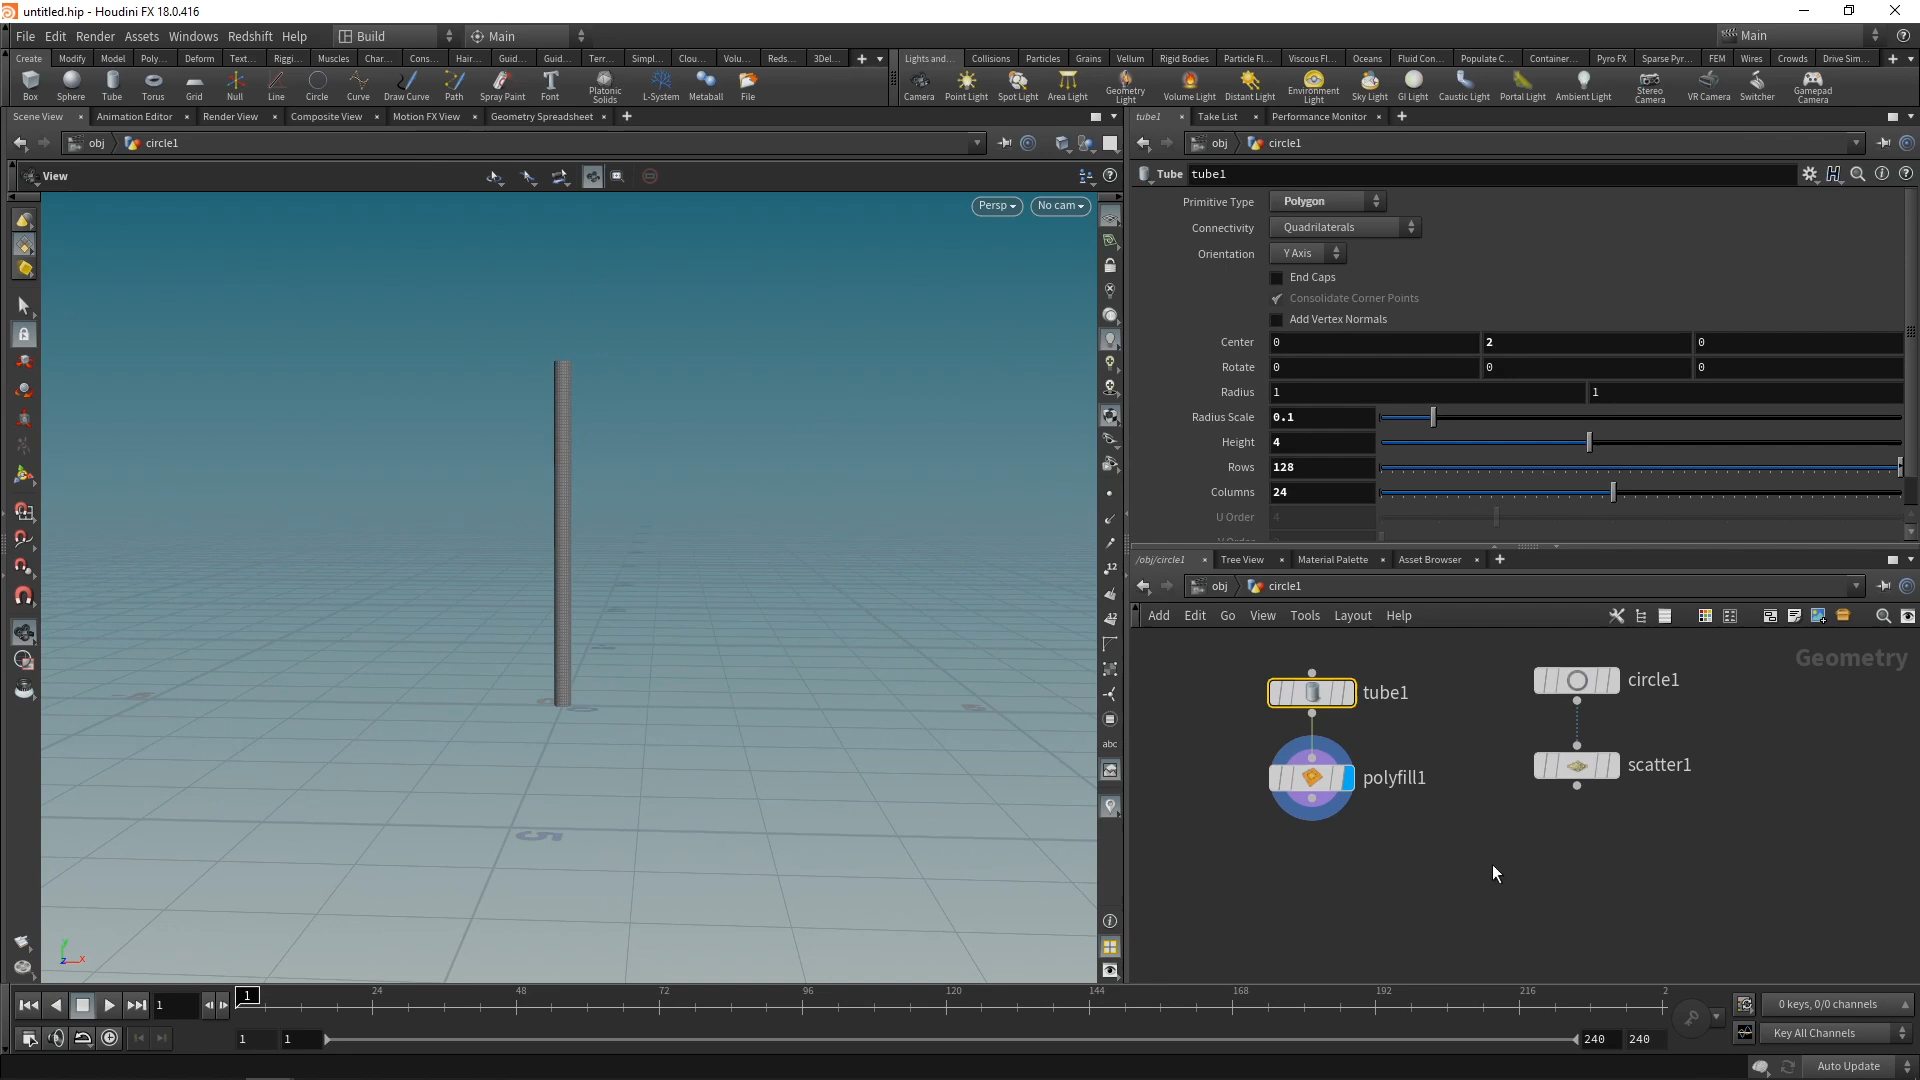 untitled.hip - Houdini FX 18.0.416
File Edit Render Assets Windows Redshift Help Build Main Main
Create Modify Model Poly... Deform Text... Riggi... Muscles Char... Cons... Hair... Guid... Guid... Terr... Simpl... Clou... Volu... Reds... 3Del...
Lights and... Collisions Particles Grains Vellum Rigid Bodies Particle Fl... Viscous Fl... Oceans Fluid Con... Populate C... Container... Pyro FX Sparse Pyr... FEM Wires Crowds Drive Sim...
Box Sphere Tube Torus Grid Null Line Circle Curve Draw Curve Path Spray Paint Font Platonic Solids L-System Metaball File
Camera Point Light Spot Light Area Light Geometry Light Volume Light Distant Light Environment Light Sky Light GI Light Caustic Light Portal Light Ambient Light Stereo Camera VR Camera Switcher Gamepad Camera
Scene View Animation Editor Render View Composite View Motion FX View Geometry Spreadsheet
obj circle1
View
Persp No cam
5
12
12
abc
tube1 Take List Performance Monitor
obj circle1
Tube tube1
Primitive Type Polygon
Connectivity Quadrilaterals
Orientation Y Axis
End Caps
Consolidate Corner Points
Add Vertex Normals
Center 0 2 0
Rotate 0 0 0
Radius 1 1
Radius Scale 0.1
Height 4
Rows 128
Columns 24
U Order 4
V Order
/obj/circle1 Tree View Material Palette Asset Browser
obj circle1
Add Edit Go View Tools Layout Help
Geometry
tube1
circle1
polyfill1
scatter1
z x
1 1 24 48 72 96 120 144 168 192 216 2
0 keys, 0/0 channels
1 1 240 240
Key All Channels
Auto Update